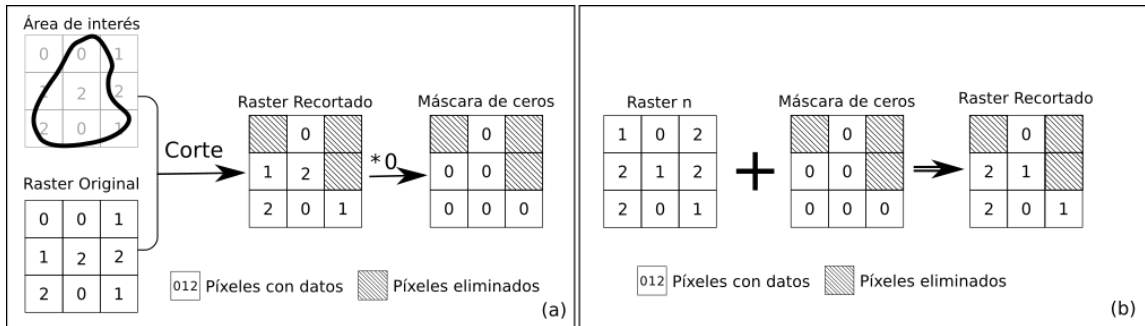 Área de interés
0 0 1
1 2 2
2 0 1
Raster Original
0 0 1
1 2 2
2 0 1
Corte
Raster Recortado
0
1 2
2 0 1
*0
Máscara de ceros
0
0 0
0 0 0
012 Píxeles con datos
Píxeles eliminados
(a)
Raster n
1 0 2
2 1 2
2 0 1
+
Máscara de ceros
0
0 0
0 0 0
Raster Recortado
0
2 1
2 0 1
012 Píxeles con datos
Píxeles eliminados
(b)